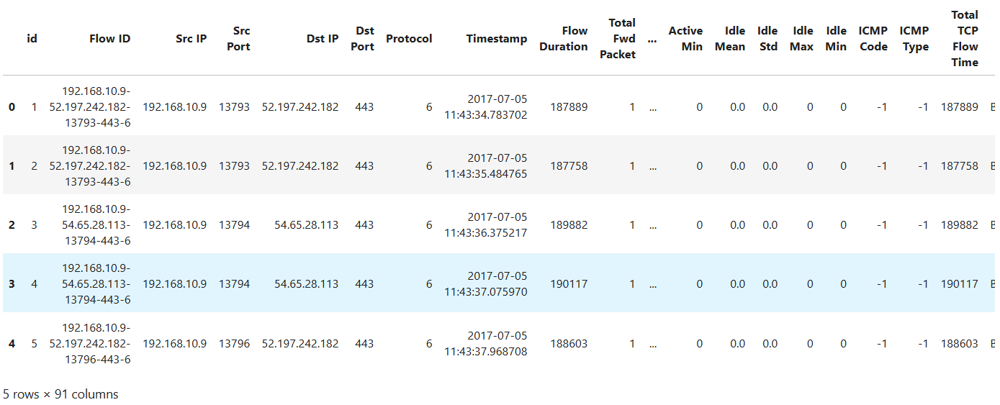 id Flow ID Src IP Src Port Dst IP Dst Port Protocol Timestamp Flow Duration Total Fwd Packet ... Active Min Idle Mean Idle Std Idle Max Idle Min ICMP Code ICMP Type Total TCP Flow Time
0 1 192.168.10.9-52.197.242.182-13793-443-6 192.168.10.9 13793 52.197.242.182 443 6 2017-07-05 11:43:34.783702 187889 1 ... 0 0.0 0.0 0 0 -1 -1 187889
1 2 192.168.10.9-52.197.242.182-13793-443-6 192.168.10.9 13793 52.197.242.182 443 6 2017-07-05 11:43:35.484765 187758 1 ... 0 0.0 0.0 0 0 -1 -1 187758
2 3 192.168.10.9-54.65.28.113-13794-443-6 192.168.10.9 13794 54.65.28.113 443 6 2017-07-05 11:43:36.375217 189882 1 ... 0 0.0 0.0 0 0 -1 -1 189882
3 4 192.168.10.9-54.65.28.113-13794-443-6 192.168.10.9 13794 54.65.28.113 443 6 2017-07-05 11:43:37.075970 190117 1 ... 0 0.0 0.0 0 0 -1 -1 190117
4 5 192.168.10.9-52.197.242.182-13796-443-6 192.168.10.9 13796 52.197.242.182 443 6 2017-07-05 11:43:37.968708 188603 1 ... 0 0.0 0.0 0 0 -1 -1 188603
5 rows × 91 columns